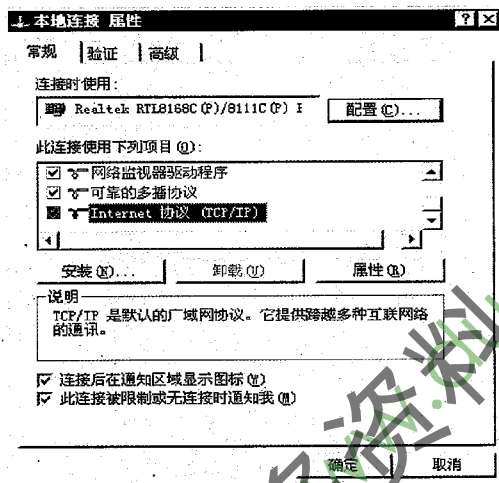 本地连接 属性
常规 验证 高级
连接时使用:
Realtek RTL8168C(P)/8111C(P) I
配置(C)...
此连接使用下列项目(O):
网络监视器驱动程序
可靠的多播协议
Internet 协议 (TCP/IP)
安装(N)... 卸载(U) 属性(R)
说明
TCP/IP 是默认的广域网协议。它提供跨越多种互联网络
的通讯。
连接后在通知区域显示图标(W)
此连接被限制或无连接时通知我(M)
确定 取消
资料